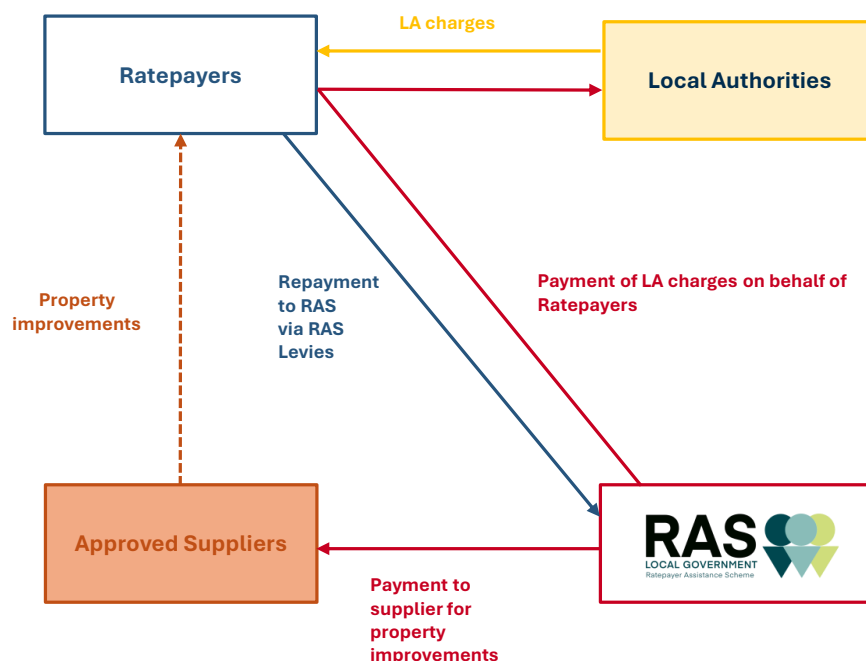 LA charges
Ratepayers
Local Authorities
Repayment
to RAS
via RAS
Levies
Payment of LA charges on behalf of
Ratepayers
Property
improvements
Approved Suppliers
RAS
LOCAL GOVERNMENT
Ratepayer Assistance Scheme
Payment to
supplier for
property
improvements